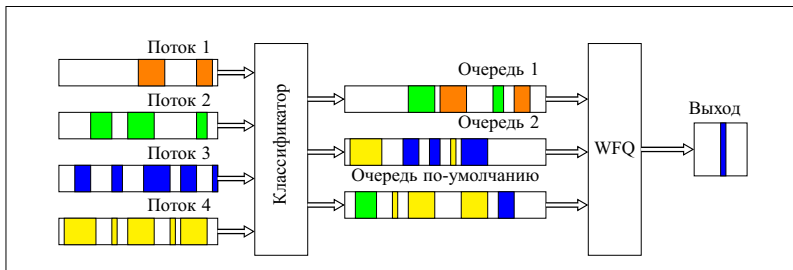 Поток 1
Поток 2
Поток 3
Поток 4
Классификатор
Очередь 1
Очередь 2
Очередь по-умолчанию
WFQ
Выход